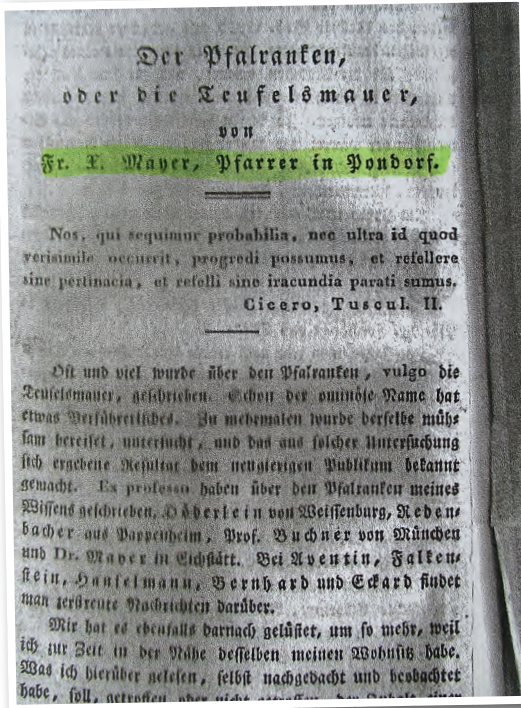 Der Pfalranken,
oder die Teufelsmauer,
von
Fr. X. Mayer, Pfarrer in Pondorf.
Nos, qui sequimur probabilia, nec ultra id quod
verisimile occurrit, progredi possumus, et refellere
sine pertinacia, et refelli sine iracundia parati sumus.
Cicero, Tuscul. II.
Oft und viel wurde über den Pfalranken, vulgo die
Teufelsmauer, geschrieben. Schon der ominöse Name hat
etwas Verführerisches. Zu mehrmalen wurde derselbe müh-
sam bereiset, untersucht, und das aus solcher Untersuchung
sich ergebene Resultat dem neugierigen Publikum bekannt
gemacht. Ex professo haben über den Pfalranken meines
Wissens geschrieben, Döderlein von Weissenburg, Reden-
bacher aus Pappenheim, Prof. Buchner von München
und Dr. Mayer in Eichstätt. Bei Aventin, Falken-
stein, Hanselmann, Bernhard und Eckard findet
man zerstreute Nachrichten darüber.
Mir hat es ebenfalls darnach gelüstet, um so mehr, weil
ich zur Zeit in der Nähe desselben meinen Wohnsitz habe.
Was ich hierüber gelesen, selbst nachgedacht und beobachtet
habe, soll, getroffen oder nicht